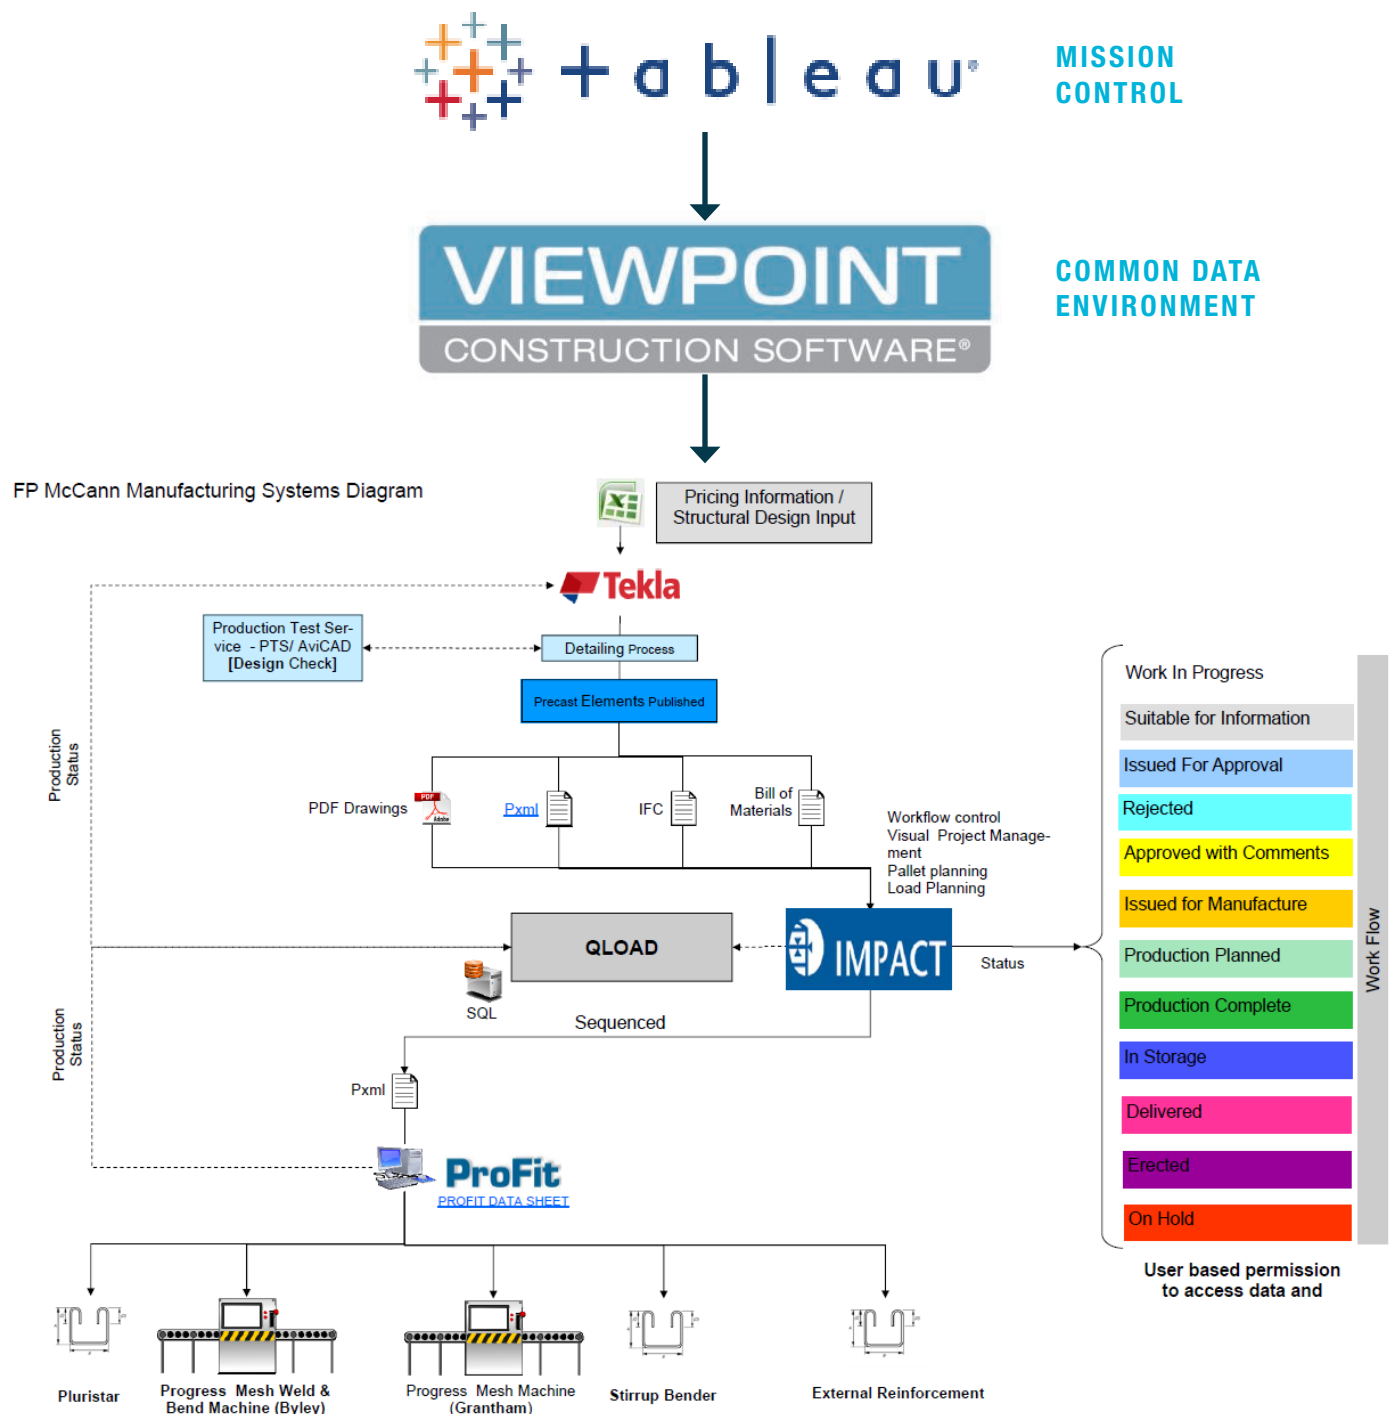 +ableau
MISSION
CONTROL
VIEWPOINT
CONSTRUCTION SOFTWARE®
COMMON DATA
ENVIRONMENT
FP McCann Manufacturing Systems Diagram
Pricing Information /
Structural Design Input
Tekla
Production Test Ser-
vice - PTS/ AviCAD
[Design Check]
Detailing Process
Precast Elements Published
Production
Status
PDF Drawings
PDF
Adobe
Pxml
IFC
Bill of
Materials
Workflow control
Visual Project Manage-
ment
Pallet planning
Load Planning
QLOAD
IMPACT
Status
SQL
Sequenced
Production
Status
Pxml
ProFit
PROFIT DATA SHEET
Work In Progress
Suitable for Information
Issued For Approval
Rejected
Approved with Comments
Issued for Manufacture
Production Planned
Production Complete
In Storage
Delivered
Erected
On Hold
Work Flow
User based permission
to access data and
Pluristar
Progress Mesh Weld &
Bend Machine (Byley)
Progress Mesh Machine
(Grantham)
Stirrup Bender
External Reinforcement